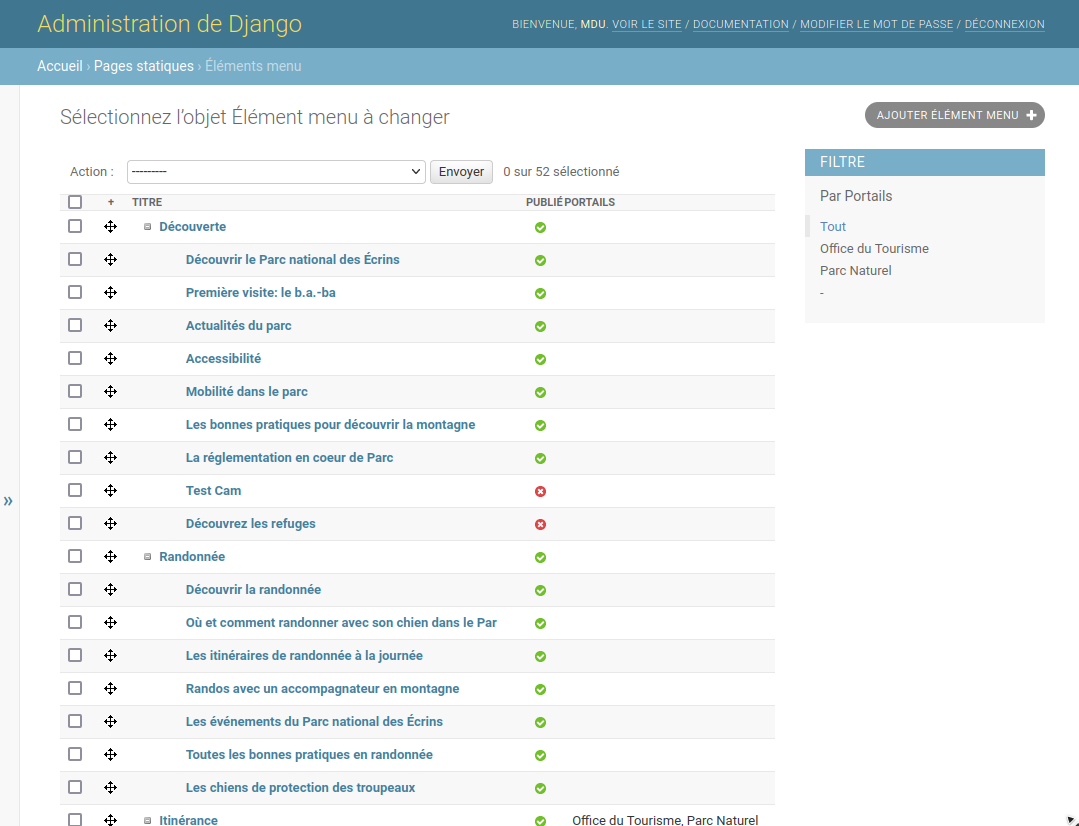 Administration de Django
BIENVENUE, MDU. VOIR LE SITE / DOCUMENTATION / MODIFIER LE MOT DE PASSE / DÉCONNEXION
Accueil › Pages statiques › Éléments menu
Sélectionnez l'objet Élément menu à changer
AJOUTER ÉLÉMENT MENU +
Action : --------- Envoyer 0 sur 52 sélectionné
+ TITRE PUBLIÉ PORTAILS
Découverte
Découvrir le Parc national des Écrins
Première visite: le b.a.-ba
Actualités du parc
Accessibilité
Mobilité dans le parc
Les bonnes pratiques pour découvrir la montagne
La réglementation en coeur de Parc
Test Cam
Découvrez les refuges
Randonnée
Découvrir la randonnée
Où et comment randonner avec son chien dans le Par
Les itinéraires de randonnée à la journée
Randos avec un accompagnateur en montagne
Les événements du Parc national des Écrins
Toutes les bonnes pratiques en randonnée
Les chiens de protection des troupeaux
Itinérance Office du Tourisme, Parc Naturel
FILTRE
Par Portails
Tout
Office du Tourisme
Parc Naturel
-
»